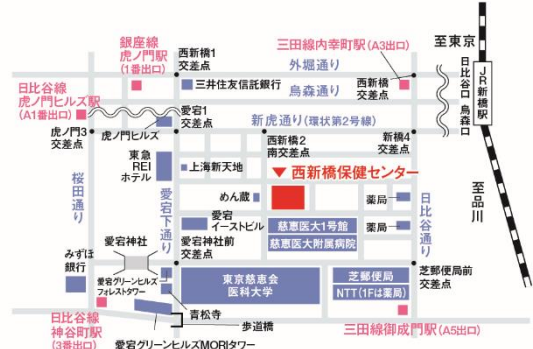 銀座線
虎ノ門駅
(1番出口)
西新橋1
交差点
三田線内幸町駅(A3出口)
至東京
外堀通り
日比谷線
虎ノ門ヒルズ駅
(A1番出口)
三井住友信託銀行
烏森通り
西新橋
交差点
日比谷口
烏森口
JR新橋駅
愛宕1
交差点
虎ノ門3
交差点
虎ノ門ヒルズ
新虎通り(環状第2号線)
西新橋2
南交差点
新橋4
交差点
東急
REI
ホテル
上海新天地
西新橋保健センター
桜田通り
愛宕下通り
めん蔵
薬局
日比谷通り
至品川
愛宕
イーストビル
慈恵医大1号館
慈恵医大附属病院
薬局
みずほ
銀行
愛宕神社
愛宕神社前
交差点
愛宕グリーンヒルズ
フォレストタワー
東京慈恵会
医科大学
芝郵便局
NTT(1Fは薬局)
芝郵便局前
交差点
青松寺
日比谷線
神谷町駅
(3番出口)
歩道橋
三田線御成門駅(A5出口)
愛宕グリーンヒルズMORIタワー